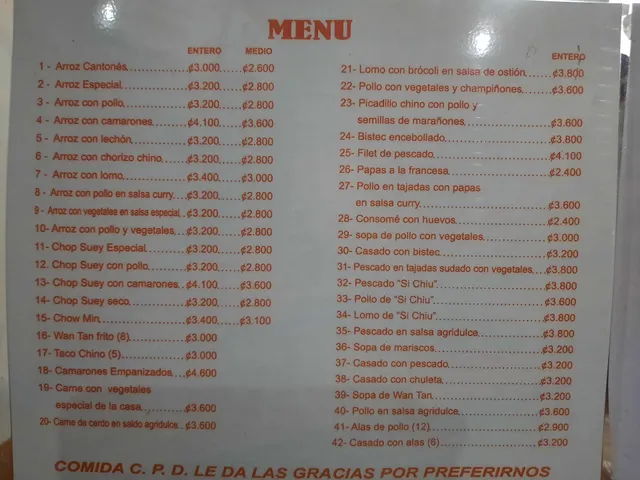 MENU
ENTERO MEDIO
1 - Arroz Cantonés ¢3.000 ¢2.600
2 - Arroz Especial ¢3.200 ¢2.800
3 - Arroz con pollo ¢3.200 ¢2.800
4 - Arroz con camarones ¢4.100 ¢3.600
5 - Arroz con lechón ¢3.200 ¢2.800
6 - Arroz con chorizo chino ¢3.200 ¢2.800
7 - Arroz con lomo ¢3.400 ¢3.000
8 - Arroz con pollo en salsa curry ¢3.200 ¢2.800
9 - Arroz con vegetales en salsa especial ¢3.200 ¢2.800
10- Arroz con pollo y vegetales ¢3.200 ¢2.800
11- Chop Suey Especial ¢3.200 ¢2.800
12. Chop Suey con pollo ¢3.200 ¢2.800
13- Chop Suey con camarones ¢4.100 ¢3.600
14- Chop Suey seco ¢3.200 ¢2.800
15- Chow Min ¢3.400 ¢3.100
16- Wan Tan frito (8) ¢3.000
17- Taco Chino (5) ¢3.000
18- Camarones Empanizados ¢4.600
19- Carne con vegetales
especial de la casa ¢3.600
20- Carne de cardo en saldo agridulce ¢3.600
ENTERO
21- Lomo con brócoli en salsa de ostión ¢3.800
22- Pollo con vegetales y champiñones ¢3.600
23- Picadillo chino con pollo y
semillas de marañones ¢3.600
24- Bistec encebollado ¢3.800
25- Filet de pescado ¢4.100
26- Papas a la francesa ¢2.400
27- Pollo en tajadas con papas
en salsa curry ¢3.600
28- Consomé con huevos ¢2.400
29- sopa de pollo con vegetales ¢3.000
30- Casado con bistec ¢3.200
31- Pescado en tajadas sudado con vegetales ¢3.800
32- Pescado "Si Chiu" ¢3.800
33- Pollo de "Si Chiu" ¢3.600
34- Lomo de "Si Chiu" ¢3.800
35- Pescado en salsa agridulce ¢3.800
36- Sopa de mariscos ¢3.200
37- Casado con pescado ¢3.200
38- Casado con chuleta ¢3.200
39- Sopa de Wan Tan ¢3.200
40- Pollo en salsa agridulce ¢3.600
41- Alas de pollo (12) ¢2.900
42- Casado con alas (6) ¢3.200
COMIDA C. P. D. LE DA LAS GRACIAS POR PREFERIRNOS